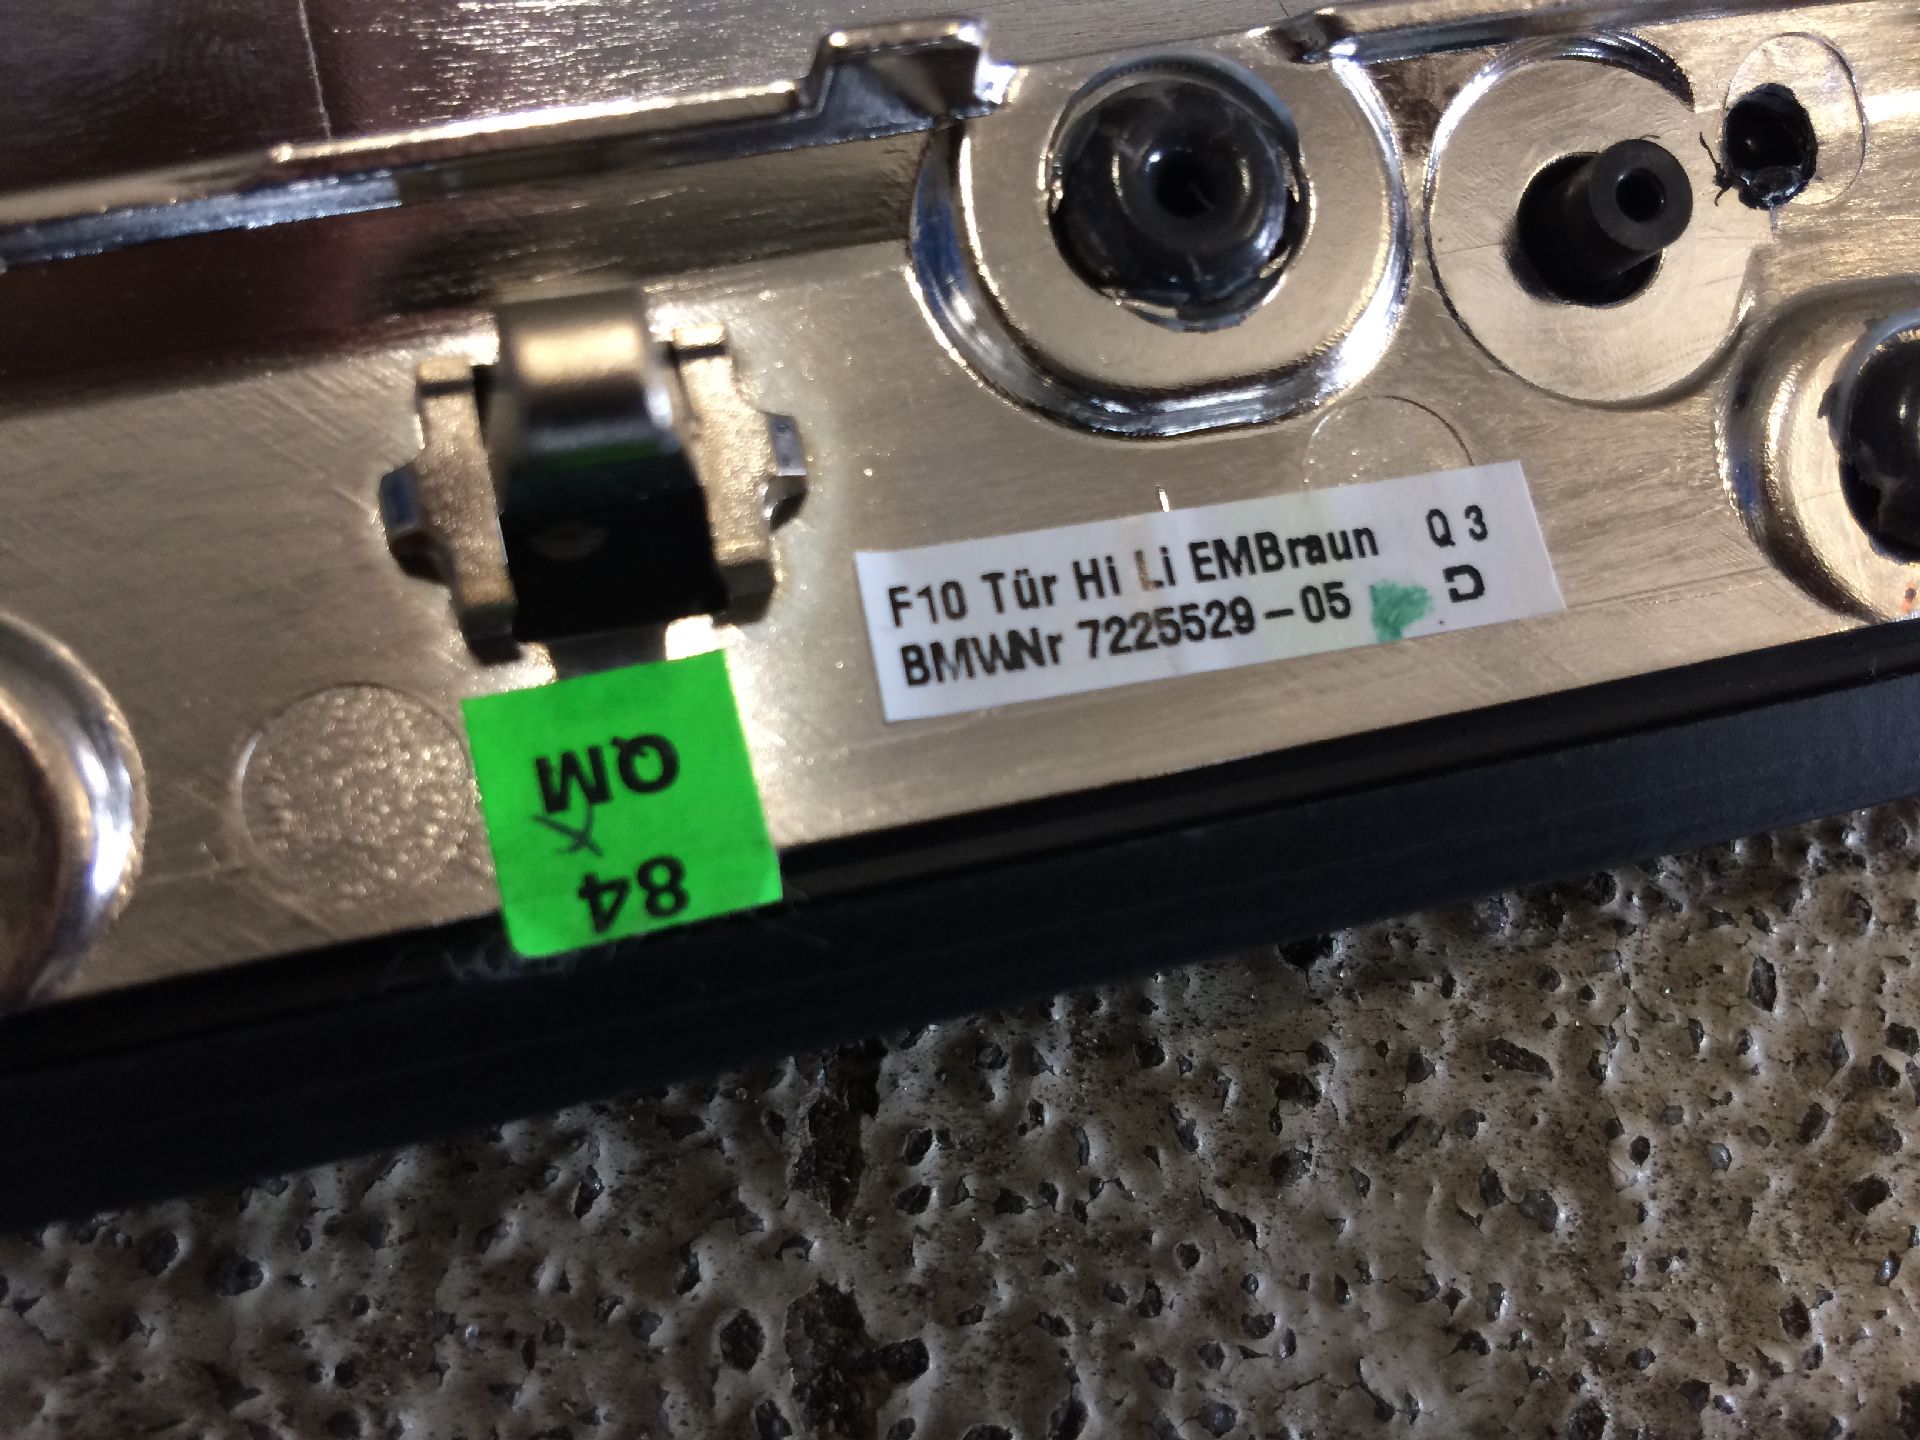 F10 Tür Hi Li EMBraun Q 3
BMWNr 7225529-05 D
QM
84